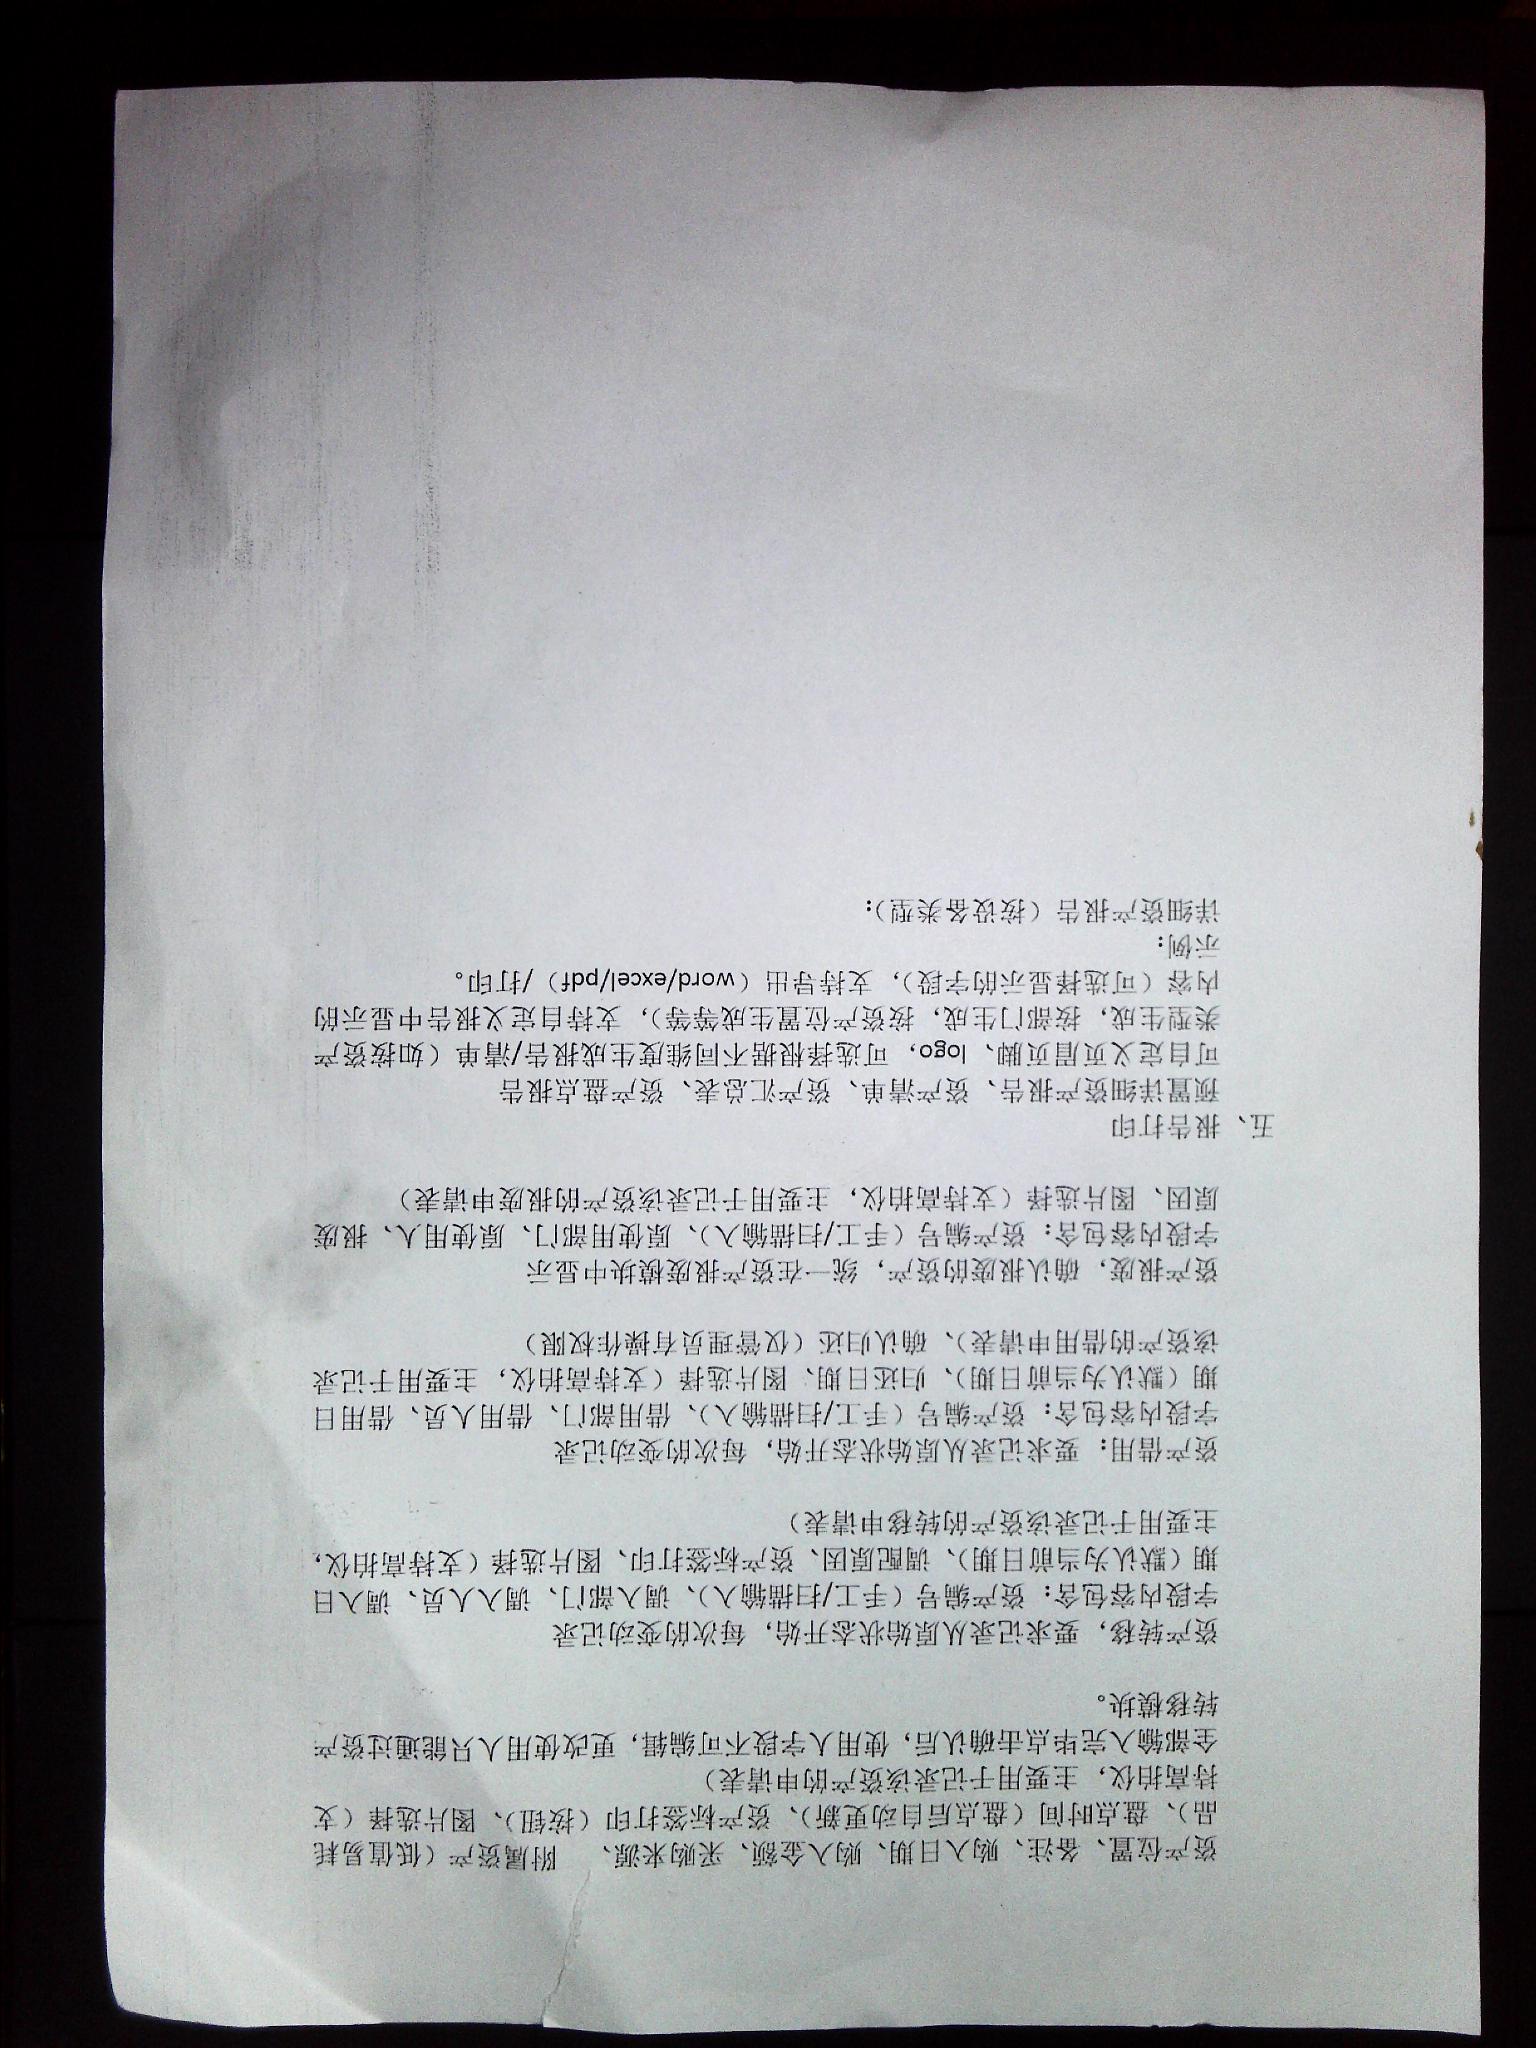 资产位置、备注、购入日期、购入金额、采购来源、 附属资产（低值易耗
品）、盘点时间（盘点后自动更新）、资产标签打印（按钮）、图片选择（支
持高拍仪，主要用于记录该资产的申请表）
全部输入完毕点击确认后，使用人字段不可编辑，更改使用人只能通过资产
转移模块。
资产转移，要求记录从原始状态开始，每次的变动记录
字段内容包含：资产编号（手工/扫描输入）、调入部门、调入人员、调入日
期（默认为当前日期）、调配原因、资产标签打印、图片选择（支持高拍仪，
主要用于记录该资产的转移申请表）
资产借用：要求记录从原始状态开始，每次的变动记录
字段内容包含：资产编号（手工/扫描输入）、借用部门、借用人员、借用日
期（默认为当前日期）、归还日期、图片选择（支持高拍仪，主要用于记录
该资产的借用申请表）、确认归还（仅管理员有操作权限）
资产报废，确认报废的资产，统一在资产报废模块中显示
字段内容包含：资产编号（手工/扫描输入）、原使用部门、原使用人、报废
原因、图片选择（支持高拍仪，主要用于记录该资产的报废申请表）
五、报告打印
预置详细资产报告、资产清单、资产汇总表、资产盘点报告
可自定义页眉页脚、logo，可选择根据不同维度生成报告/清单（如按资产
类型生成，按部门生成，按资产位置生成等等），支持自定义报告中显示的
内容（可选择显示的字段），支持导出（word/excel/pdf）/打印。
示例：
详细资产报告（按设备类型）：